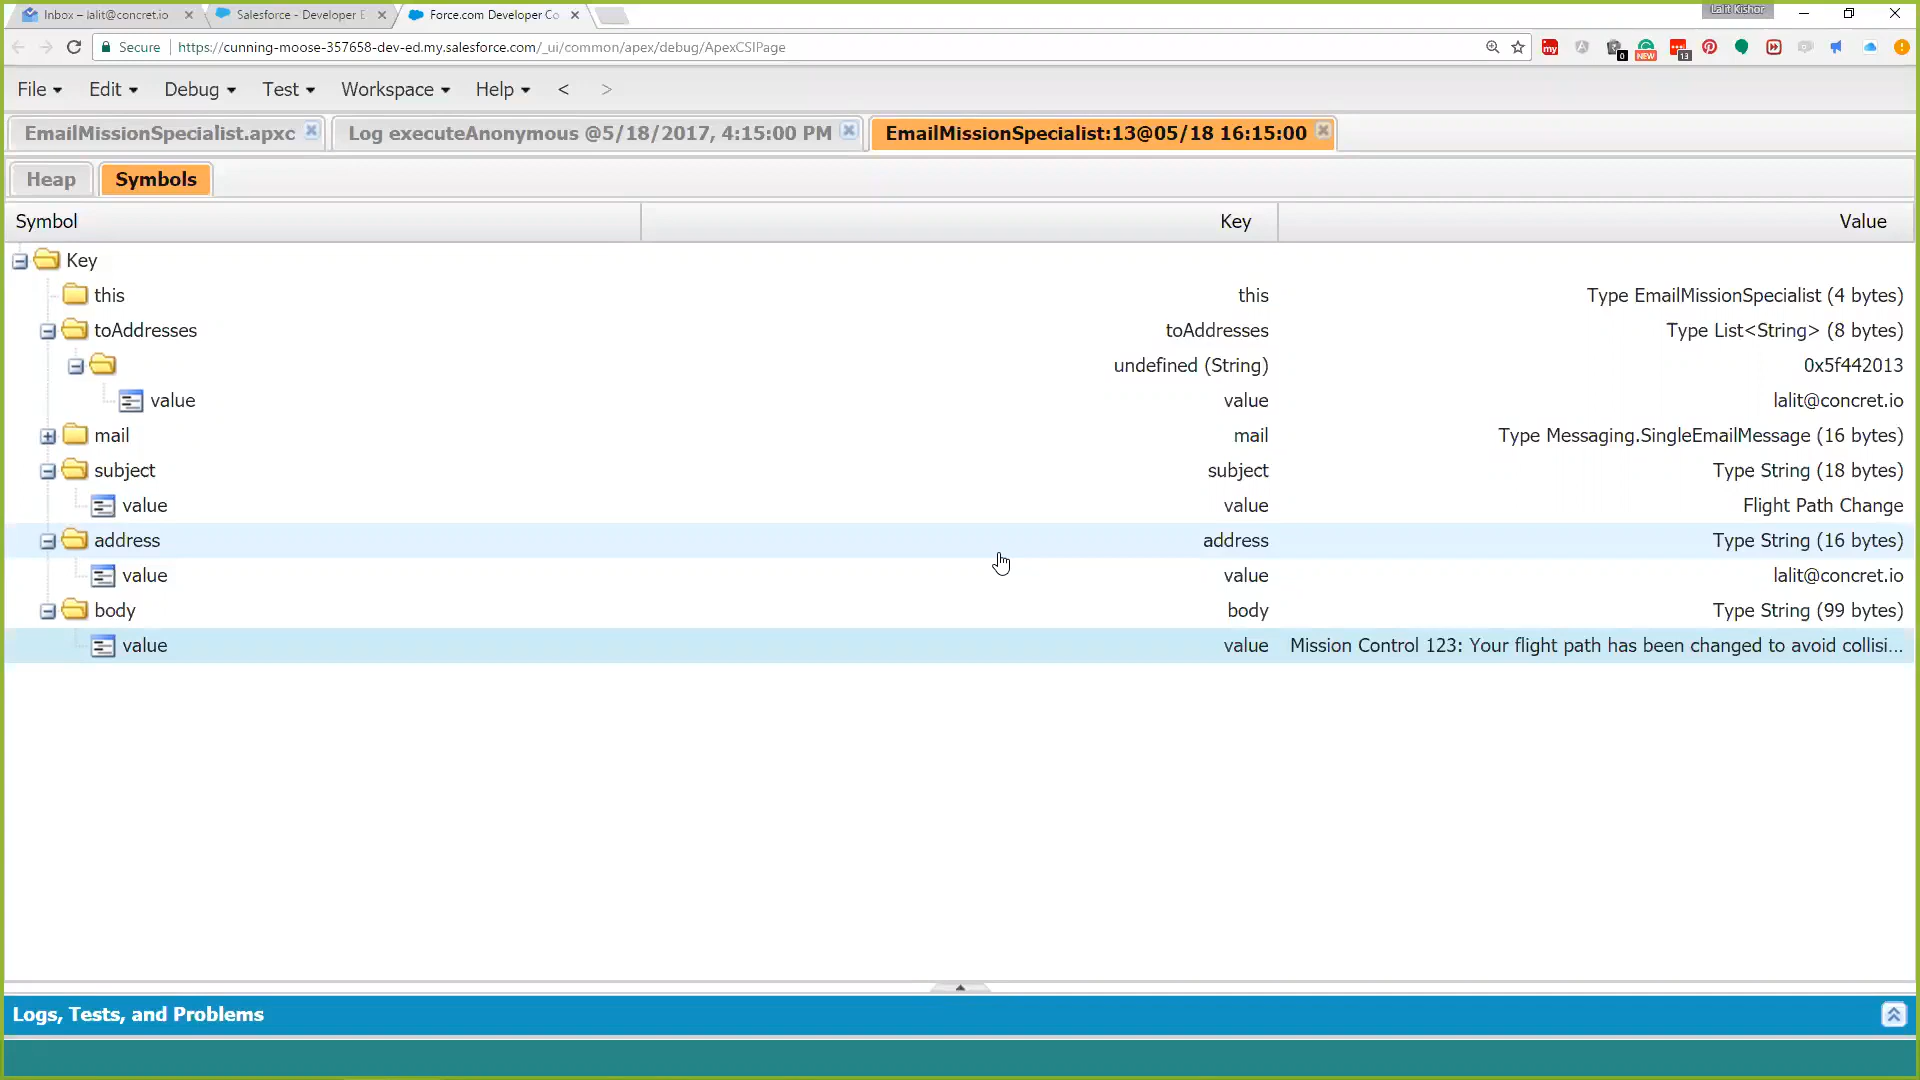 Inbox – lalit@concret.io
Salesforce - Developer E
Force.com Developer Co
Lalit Kishor
Secure
https://cunning-moose-357658-dev-ed.my.salesforce.com/_ui/common/apex/debug/ApexCSIPage
my
0
NEW
13
File Edit Debug Test Workspace Help < >
EmailMissionSpecialist.apxc
Log executeAnonymous @5/18/2017, 4:15:00 PM
EmailMissionSpecialist:13@05/18 16:15:00
Heap Symbols
Symbol Key Value
Key
this this Type EmailMissionSpecialist (4 bytes)
toAddresses toAddresses Type List<String> (8 bytes)
undefined (String) 0x5f442013
value value lalit@concret.io
mail mail Type Messaging.SingleEmailMessage (16 bytes)
subject subject Type String (18 bytes)
value value Flight Path Change
address address Type String (16 bytes)
value value lalit@concret.io
body body Type String (99 bytes)
value value Mission Control 123: Your flight path has been changed to avoid collisi...
Logs, Tests, and Problems